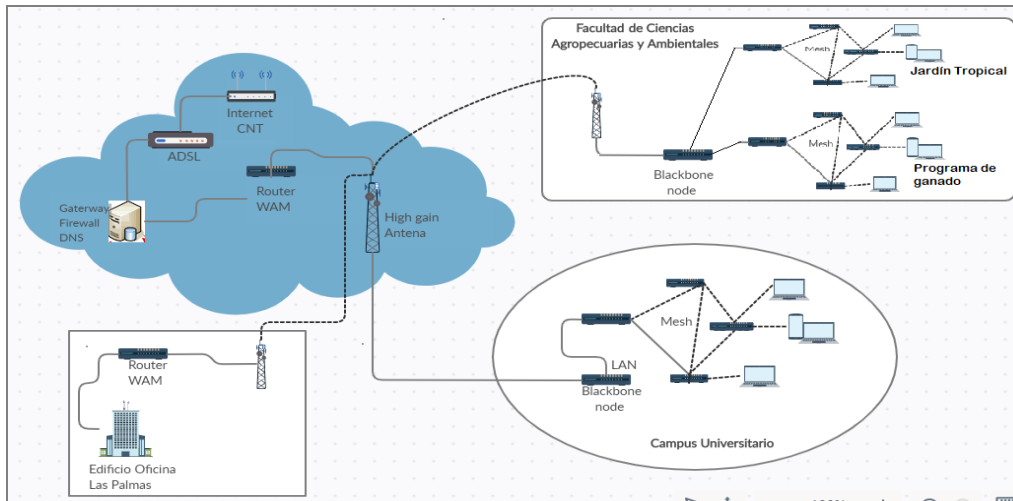 Facultad de Ciencias
Agropecuarias y Ambientales
Mesh
Jardín Tropical
Mesh
Programa de
ganado
Blackbone
node
Internet
CNT
ADSL
Router
WAM
Gaterway
Firewall
DNS
High gain
Antena
Router
WAM
Edificio Oficina
Las Palmas
Mesh
LAN
Blackbone
node
Campus Universitario